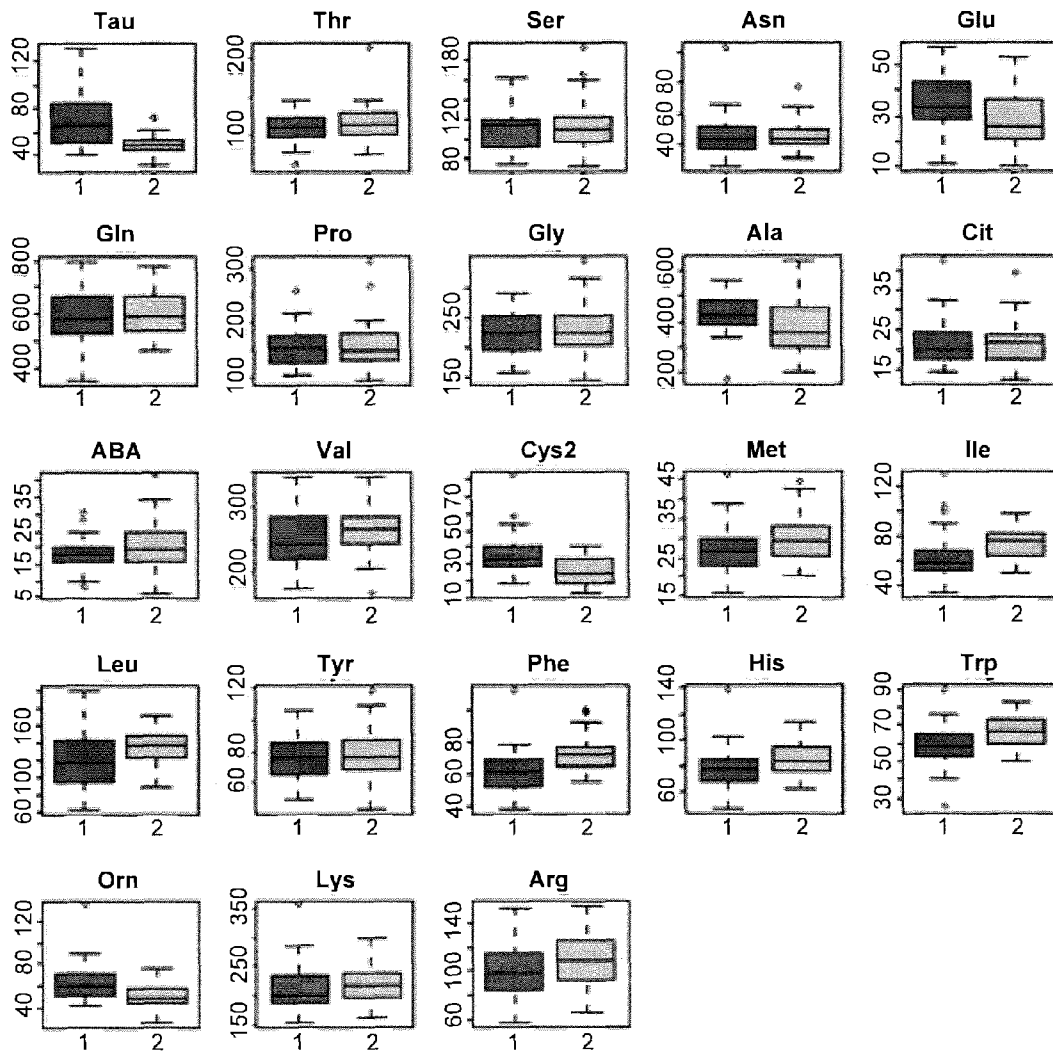 Tau Thr Ser Asn Glu
120 80 40 200 100 180 120 80 80 60 40 50 30 10
1 2 1 2 1 2 1 2 1 2
Gln Pro Gly Ala Cit
800 600 400 300 200 100 250 150 600 400 200 35 25 15
1 2 1 2 1 2 1 2 1 2
ABA Val Cys2 Met Ile
35 25 15 5 300 200 70 50 30 10 45 35 25 15 120 80 40
1 2 1 2 1 2 1 2 1 2
Leu Tyr Phe His Trp
160 100 60 120 80 60 80 60 40 140 100 60 90 70 50 30
1 2 1 2 1 2 1 2 1 2
Orn Lys Arg
120 80 40 350 250 150 140 100 60
1 2 1 2 1 2